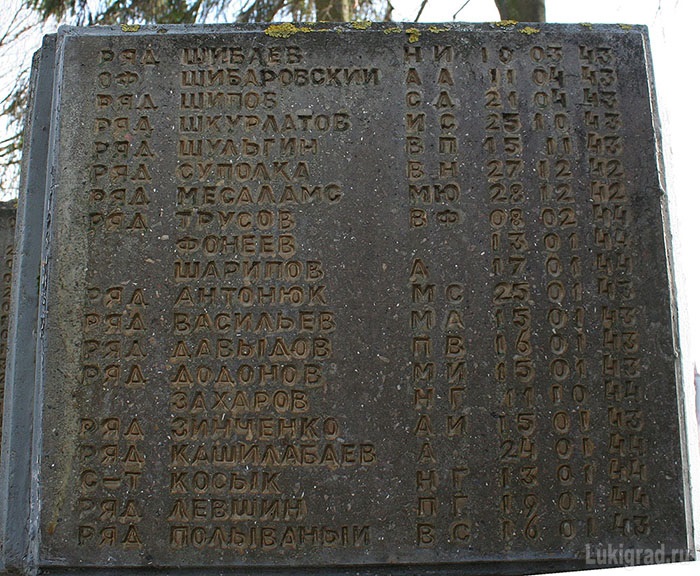 РЯД ШИБАЕВ Н И 10 03 43
ОФ ШИБАРОВСКИЙ А А 11 04 43
РЯД ШИПОВ С А 21 04 43
РЯД ШКУРЛАТОВ И С 25 10 43
РЯД ШУЛЬГИН В П 15 11 43
РЯД СУПОЛКА В Н 27 12 42
РЯД МЕСАЛАМС М Ю 28 12 42
РЯД ТРУСОВ В Ф 08 02 44
ФОНЕЕВ 13 01 44
ШАРИПОВ А 17 01 44
РЯД АНТОНЮК М С 25 01 43
РЯД ВАСИЛЬЕВ М А 15 01 43
РЯД ДАВЫДОВ П В 16 01 43
РЯД ДОДОНОВ М И 15 01 43
ЗАХАРОВ Н Г 11 10 44
РЯД ЗИНЧЕНКО А И 15 01 43
РЯД КАШИЛАБАЕВ А 24 01 44
С-Т КОСЫК Н Г 13 01 44
РЯД ЛЕВШИН П Г 19 01 44
РЯД ПОЛЫВАНЫЙ В С 16 01 43
Lukigrad.ru